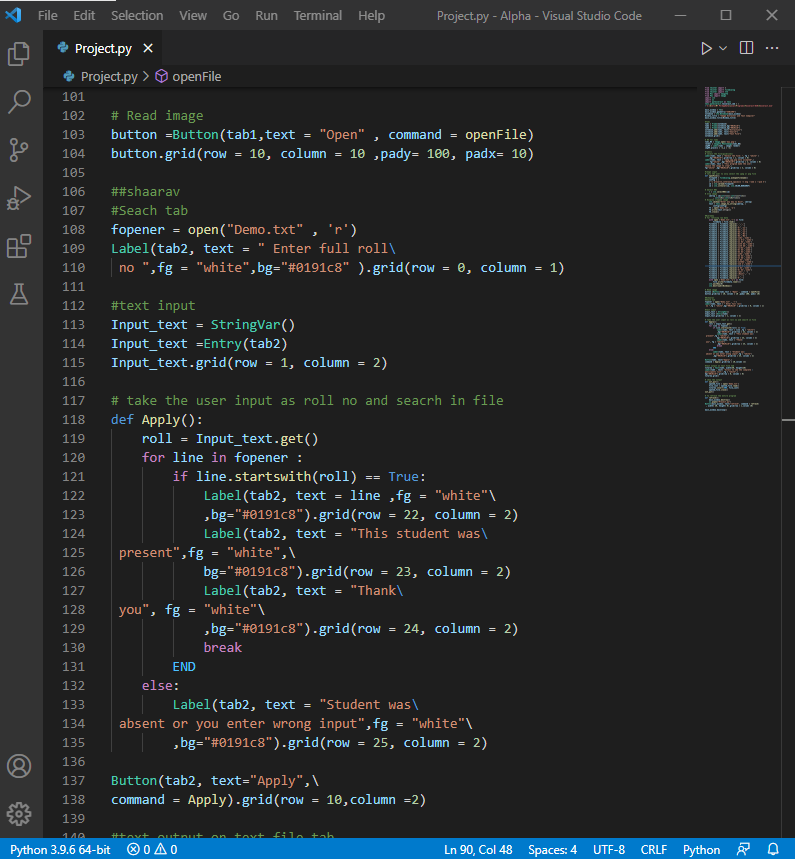 File Edit Selection View Go Run Terminal Help Project.py - Alpha - Visual Studio Code
Project.py
Project.py > openFile
101
102 # Read image
103 button =Button(tab1,text = "Open" , command = openFile)
104 button.grid(row = 10, column = 10 ,pady= 100, padx= 10)
105
106 ##shaarav
107 #Seach tab
108 fopener = open("Demo.txt" , 'r')
109 Label(tab2, text = " Enter full roll\
110  no ",fg = "white",bg="#0191c8" ).grid(row = 0, column = 1)
111
112 #text input
113 Input_text = StringVar()
114 Input_text =Entry(tab2)
115 Input_text.grid(row = 1, column = 2)
116
117 # take the user input as roll no and seacrh in file
118 def Apply():
119     roll = Input_text.get()
120     for line in fopener :
121         if line.startswith(roll) == True:
122             Label(tab2, text = line ,fg = "white"\
123             ,bg="#0191c8").grid(row = 22, column = 2)
124             Label(tab2, text = "This student was\
125  present",fg = "white",\
126             bg="#0191c8").grid(row = 23, column = 2)
127             Label(tab2, text = "Thank\
128  you", fg = "white"\
129             ,bg="#0191c8").grid(row = 24, column = 2)
130             break
131         END
132     else:
133         Label(tab2, text = "Student was\
134  absent or you enter wrong input",fg = "white"\
135         ,bg="#0191c8").grid(row = 25, column = 2)
136
137 Button(tab2, text="Apply",\
138 command = Apply).grid(row = 10,column =2)
139
140 #text output on text file tab
Python 3.9.6 64-bit 0 0 Ln 90, Col 48 Spaces: 4 UTF-8 CRLF Python